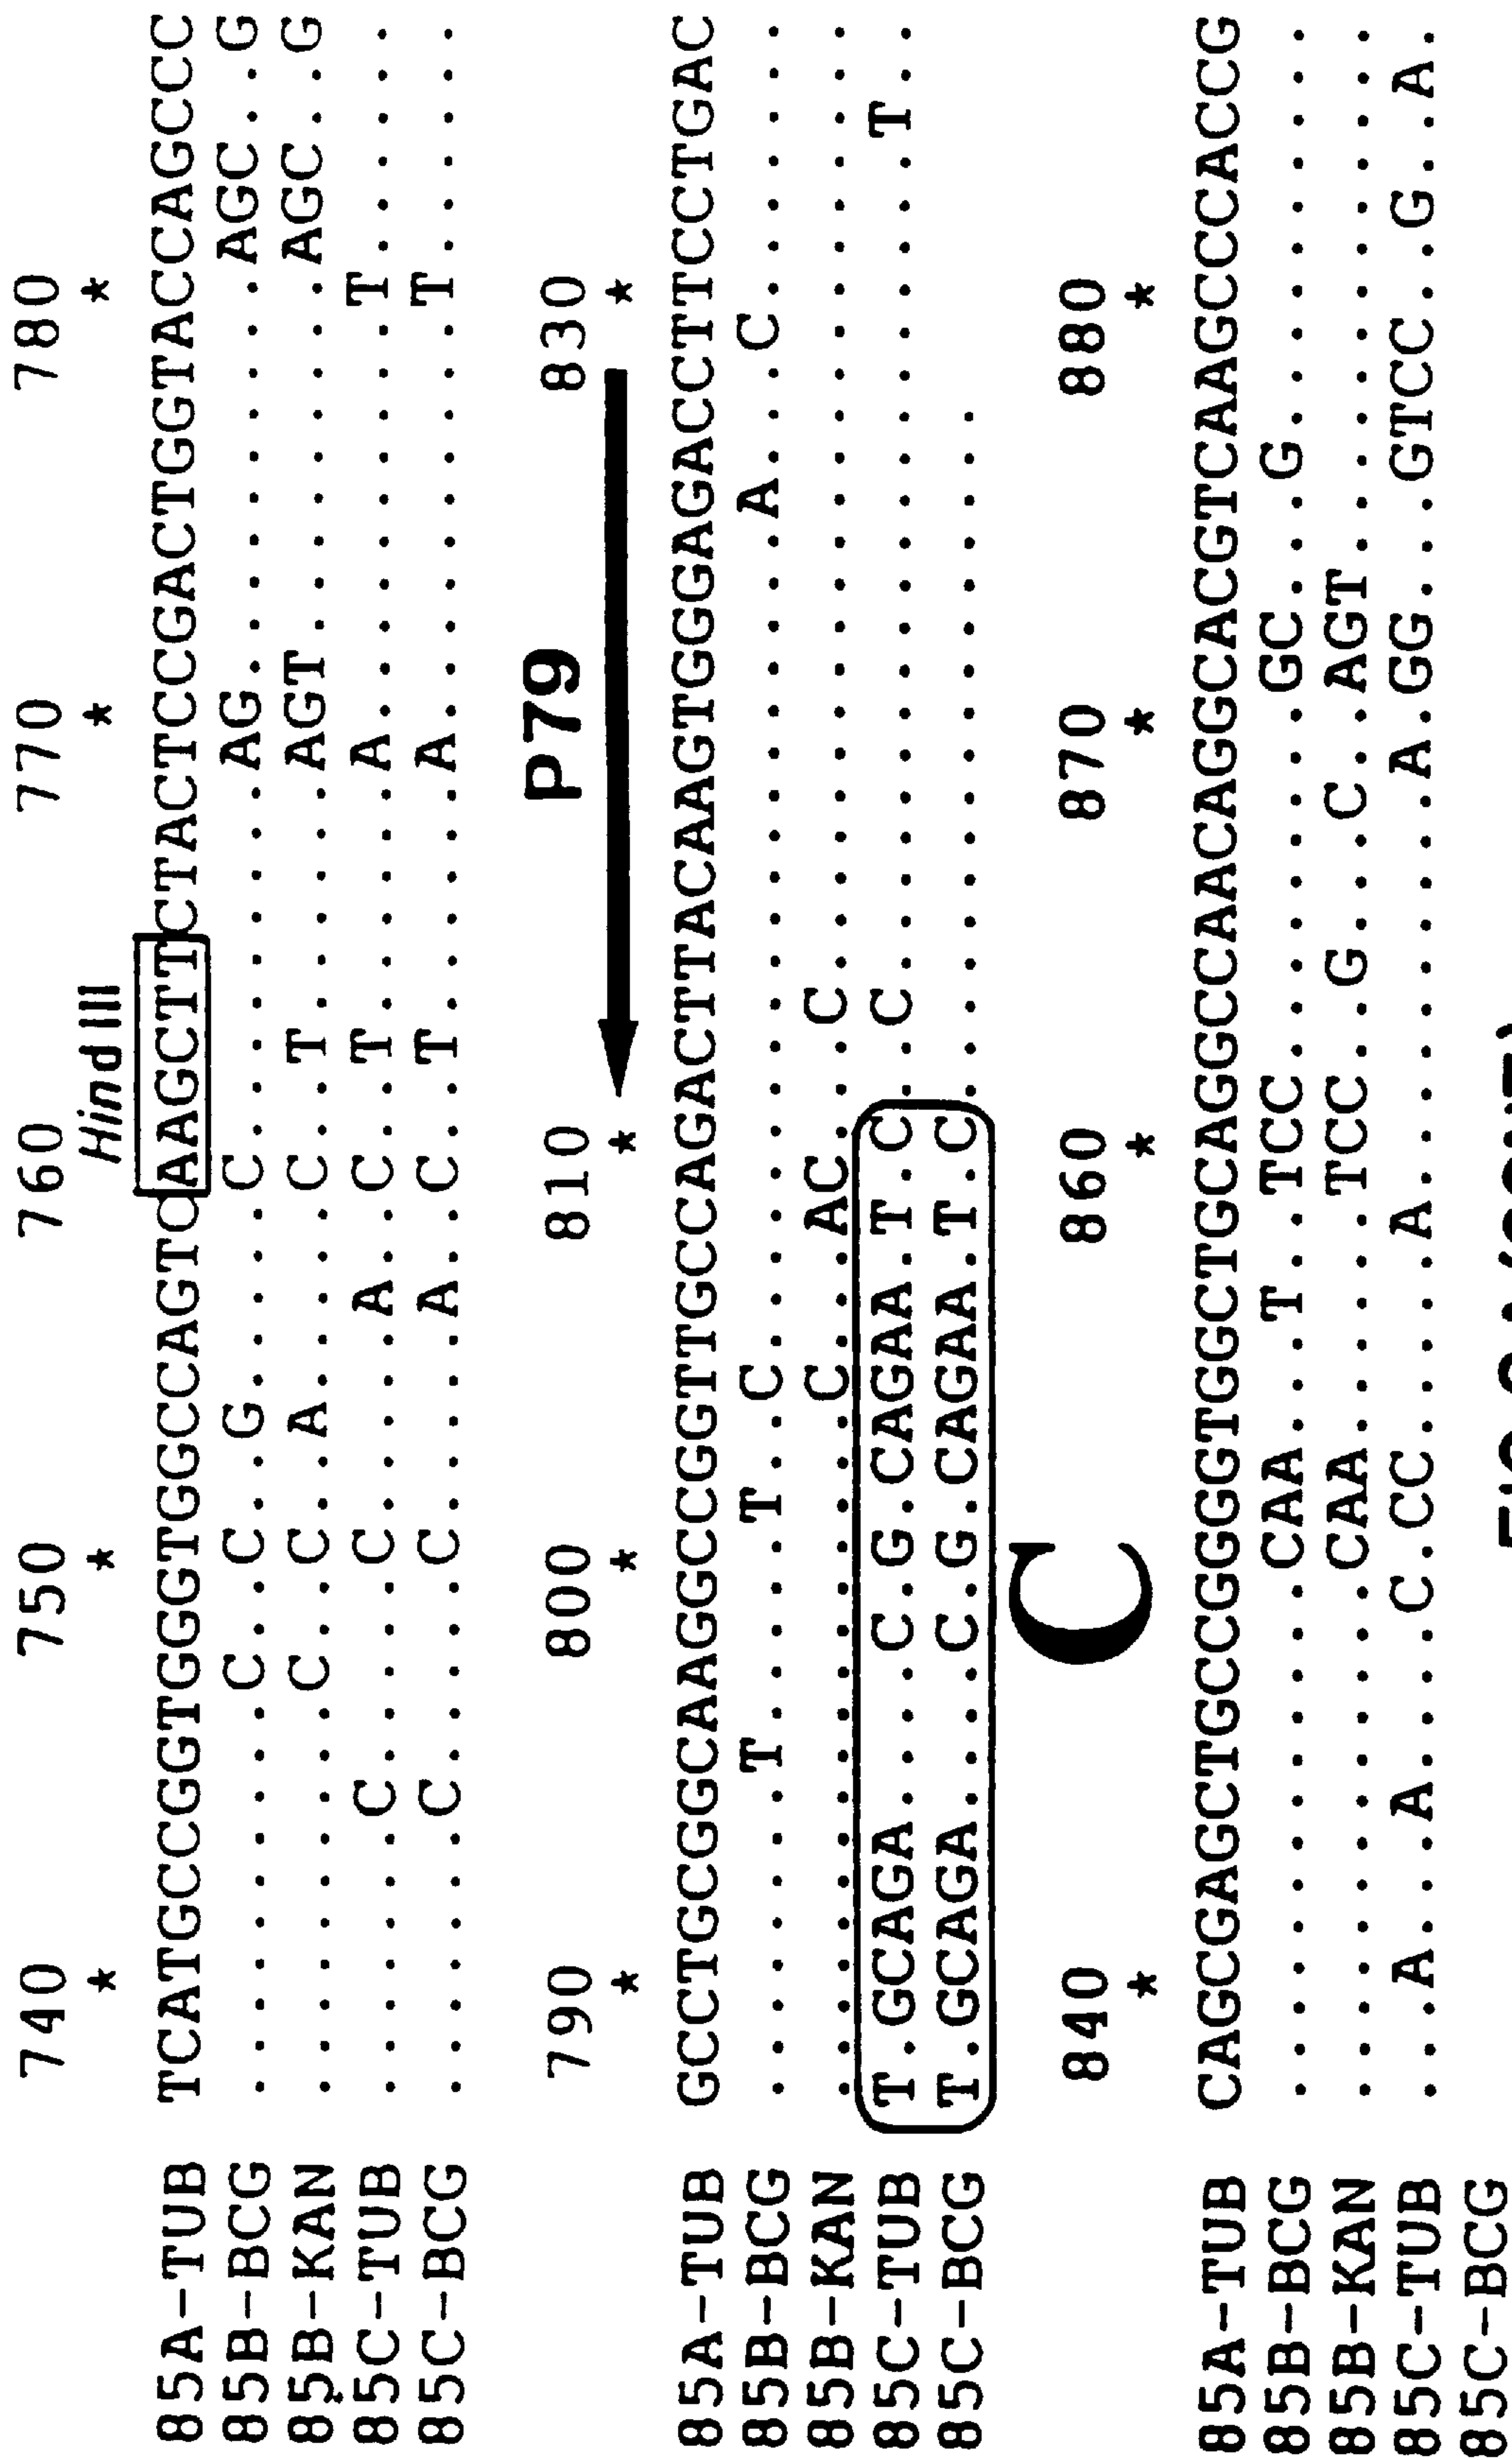 740 750 760 770 780
* * Hind III * *
85A-TUB TCATGCCGGTGGGTGGCCAGTCAAGCTTCTACTCCGACTGGTACCAGCCC
85B-BCG ..........C..C..G.....C.........AG..........AGC..G
85B-KAN ..........C..C..A.....C..T......AGT.........AGC..G
85C-TUB .......C.....C.....A..C..T......A..........T......
85C-BCG .......C.....C.....A..C..T......A..........T......
P79
790 800 810 830
* * * *
85A-TUB GCCTGCGGCAAGGCCGGTTGCCAGACTTACAAGTGGGAGACCTTCCTGAC
85B-BCG ........T.....T..C....................A...C.......
85B-KAN .................C...AC...C.......................
85C-TUB T.GCAGA....C.G.CAGAA.T.C..C....................T..
85C-BCG T.GCAGA....C.G.CAGAA.T.C.................
C
840 860 870 880
* * * *
85A-TUB CAGCGAGCTGCCGGGGTGGCTGCAGGCCAACAGGCACGTCAAGCCCACCG
85B-BCG .............CAA...T..TCC.........GC...G..........
85B-KAN .............CAA......TCC..G...C..AGT.............
85C-TUB ...A...A....C.CC.....A..........A.GG...GTCC..G..A.
85C-BCG